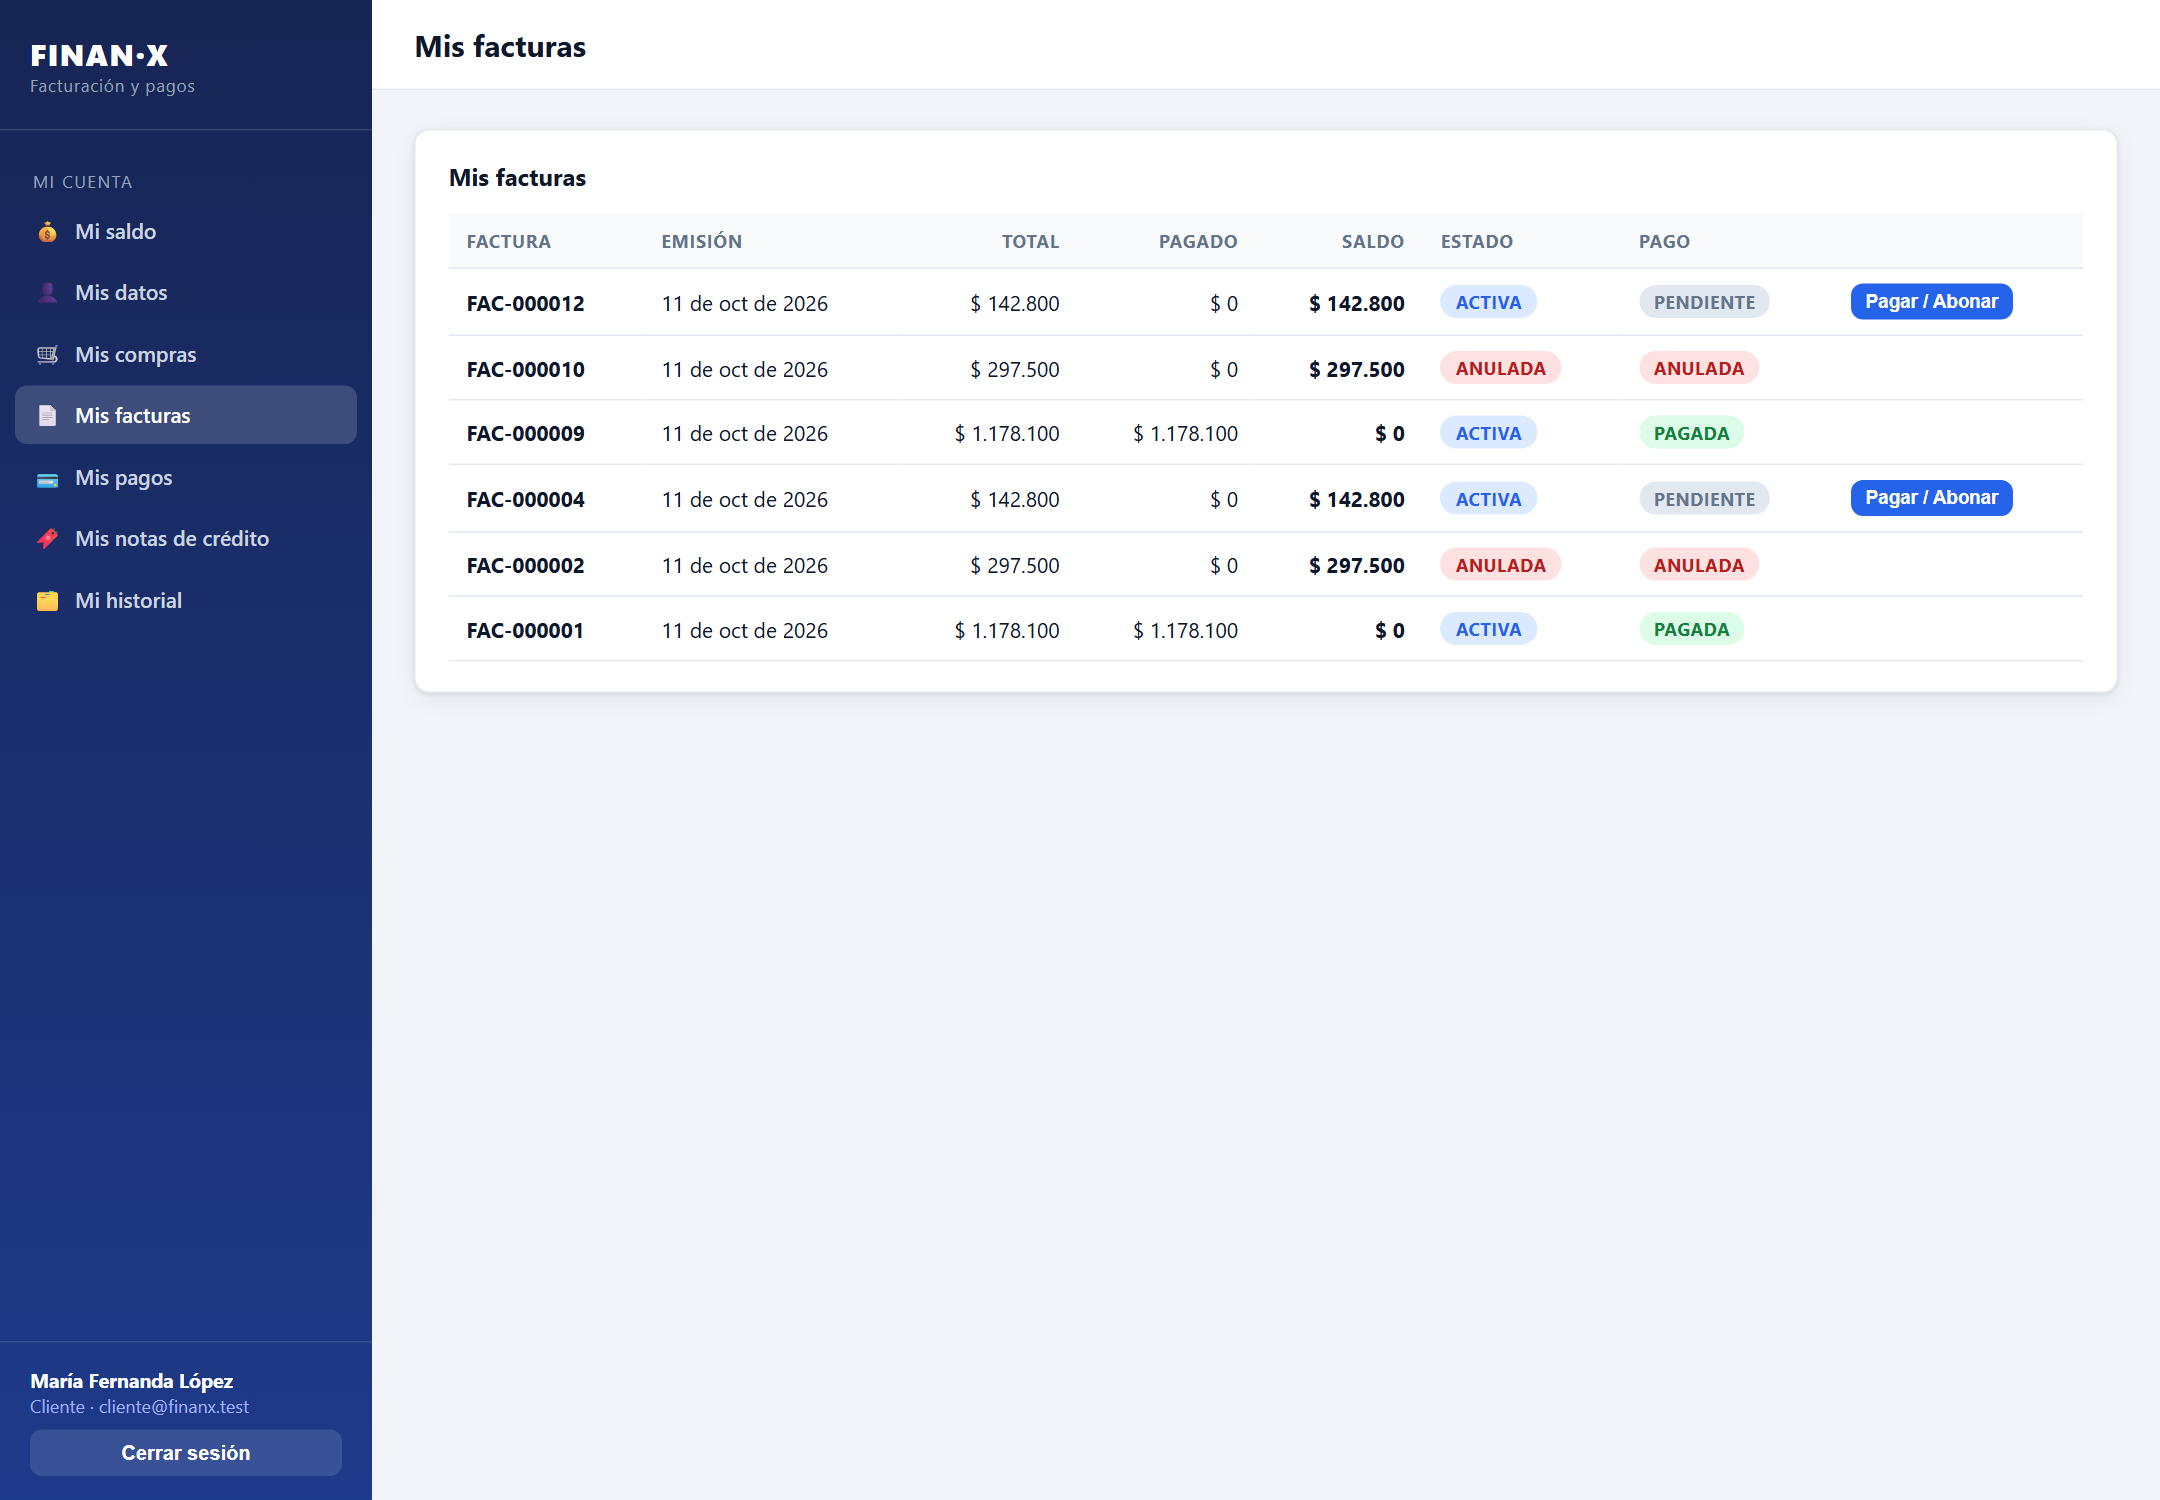 FINAN·X
Facturación y pagos
MI CUENTA
Mi saldo
Mis datos
Mis compras
Mis facturas
Mis pagos
Mis notas de crédito
Mi historial
María Fernanda López
Cliente · cliente@finanx.test
Cerrar sesión
Mis facturas
Mis facturas
FACTURA EMISIÓN TOTAL PAGADO SALDO ESTADO PAGO
FAC-000012 11 de oct de 2026 $ 142.800 $ 0 $ 142.800 ACTIVA PENDIENTE Pagar / Abonar
FAC-000010 11 de oct de 2026 $ 297.500 $ 0 $ 297.500 ANULADA ANULADA
FAC-000009 11 de oct de 2026 $ 1.178.100 $ 1.178.100 $ 0 ACTIVA PAGADA
FAC-000004 11 de oct de 2026 $ 142.800 $ 0 $ 142.800 ACTIVA PENDIENTE Pagar / Abonar
FAC-000002 11 de oct de 2026 $ 297.500 $ 0 $ 297.500 ANULADA ANULADA
FAC-000001 11 de oct de 2026 $ 1.178.100 $ 1.178.100 $ 0 ACTIVA PAGADA